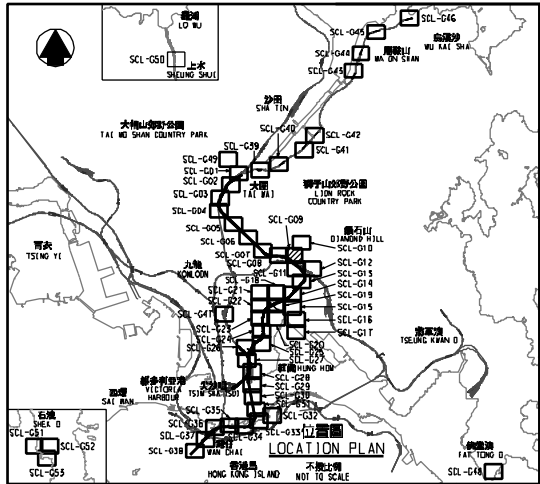 羅湖
LO WU
SCL-G50
上水
SHEUNG SHUI
SCL-G46
SCL-G45
烏溪沙
WU KAI SHA
SCL-G44
馬鞍山
MA ON SHAN
SCL-G43
沙田
SHA TIN
大帽山郊野公園
TAI MO SHAN COUNTRY PARK
SCL-G40
SCL-G39
SCL-G42
SCL-G41
SCL-G49
SCL-G01
SCL-G02
SCL-G03
SCL-G04
大圍
TAI WAI
獅子山郊野公園
LION ROCK
COUNTRY PARK
SCL-G05
SCL-G06
SCL-G07
SCL-G08
SCL-G09
鑽石山
DIAMOND HILL
SCL-G10
SCL-G11
SCL-G12
SCL-G13
SCL-G14
SCL-G18
SCL-G19
SCL-G15
SCL-G16
SCL-G17
青衣
TSING YI
九龍
KOWLOON
SCL-G21
SCL-G22
SCL-G47
SCL-G23
SCL-G24
SCL-G26
SCL-G20
SCL-G25
SCL-G27
將軍澳
TSEUNG KWAN O
紅磡 HUNG HOM
SCL-G28
SCL-G29
SCL-G30
維多利亞港
VICTORIA
HARBOUR
尖沙咀
TSIM SHA TSUI
西環
SAI WAN
SCL-G35
SCL-G36
SCL-G37
SCL-G38
SCL-G32
SCL-G33
SCL-G34
灣仔
WAN CHAI
香港島
HONG KONG ISLAND
位置圖
LOCATION PLAN
不按比例
NOT TO SCALE
石澳
SHEK O
SCL-G51
SCL-G52
SCL-G53
佛堂澳
FAT TONG O
SCL-G48